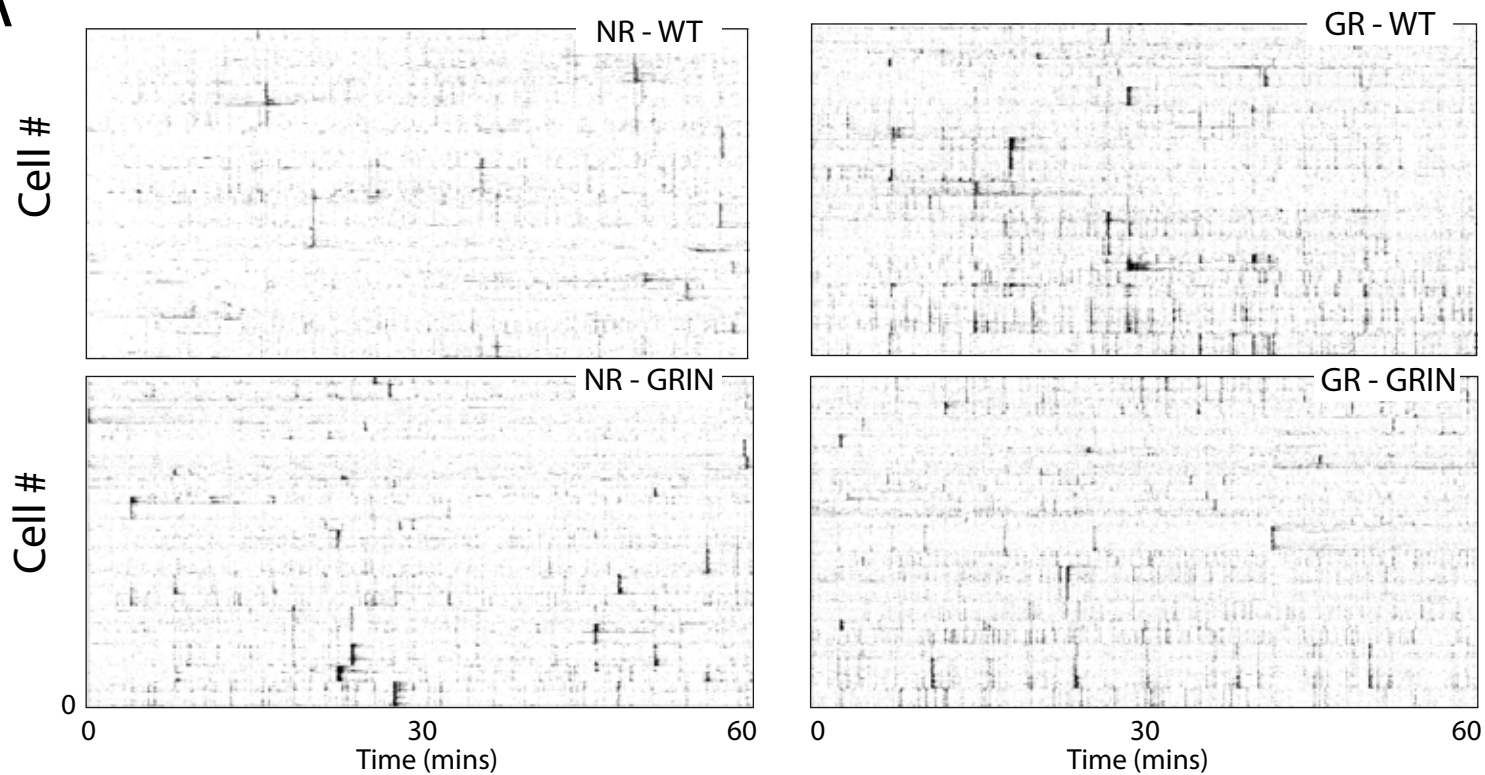 A
NR - WT
GR - WT
Cell #
NR - GRIN
GR - GRIN
Cell #
0
0 30 60
0 30 60
Time (mins)
Time (mins)